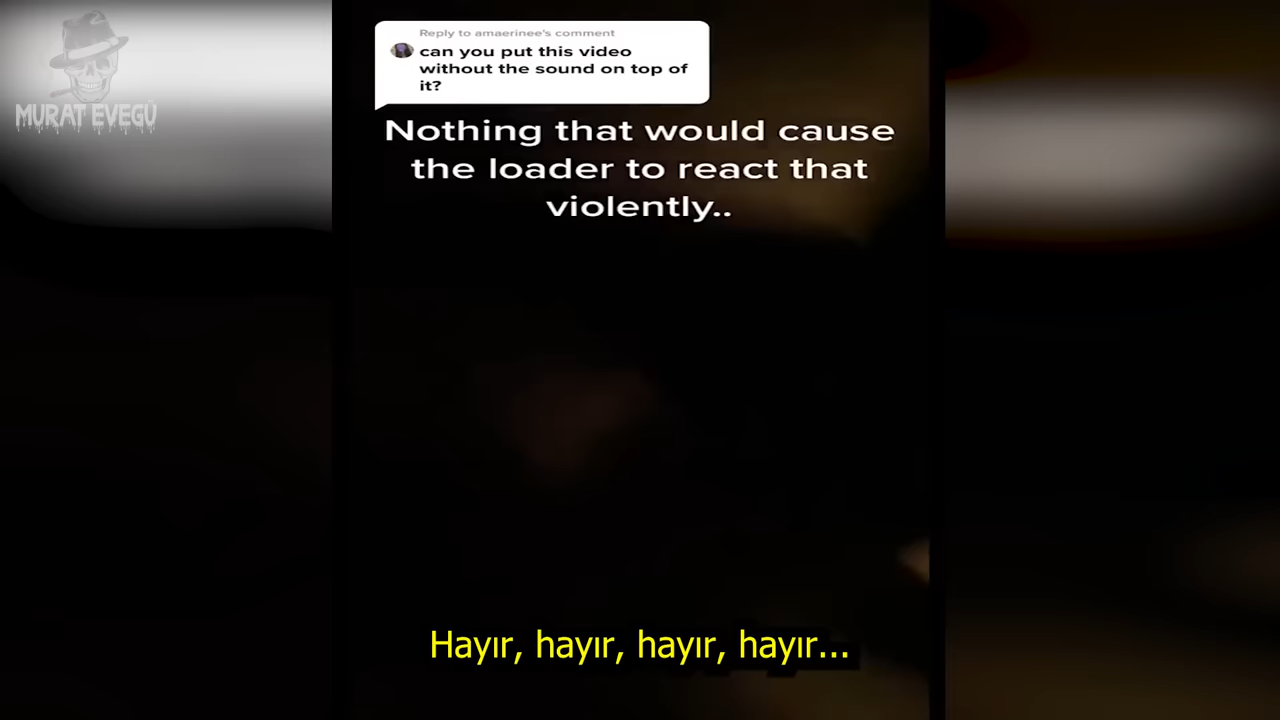 Reply to amaerinee's comment
can you put this video
without the sound on top of
it?
MURAT EVEGÜ
Nothing that would cause
the loader to react that
violently..
Hayır, hayır, hayır, hayır...